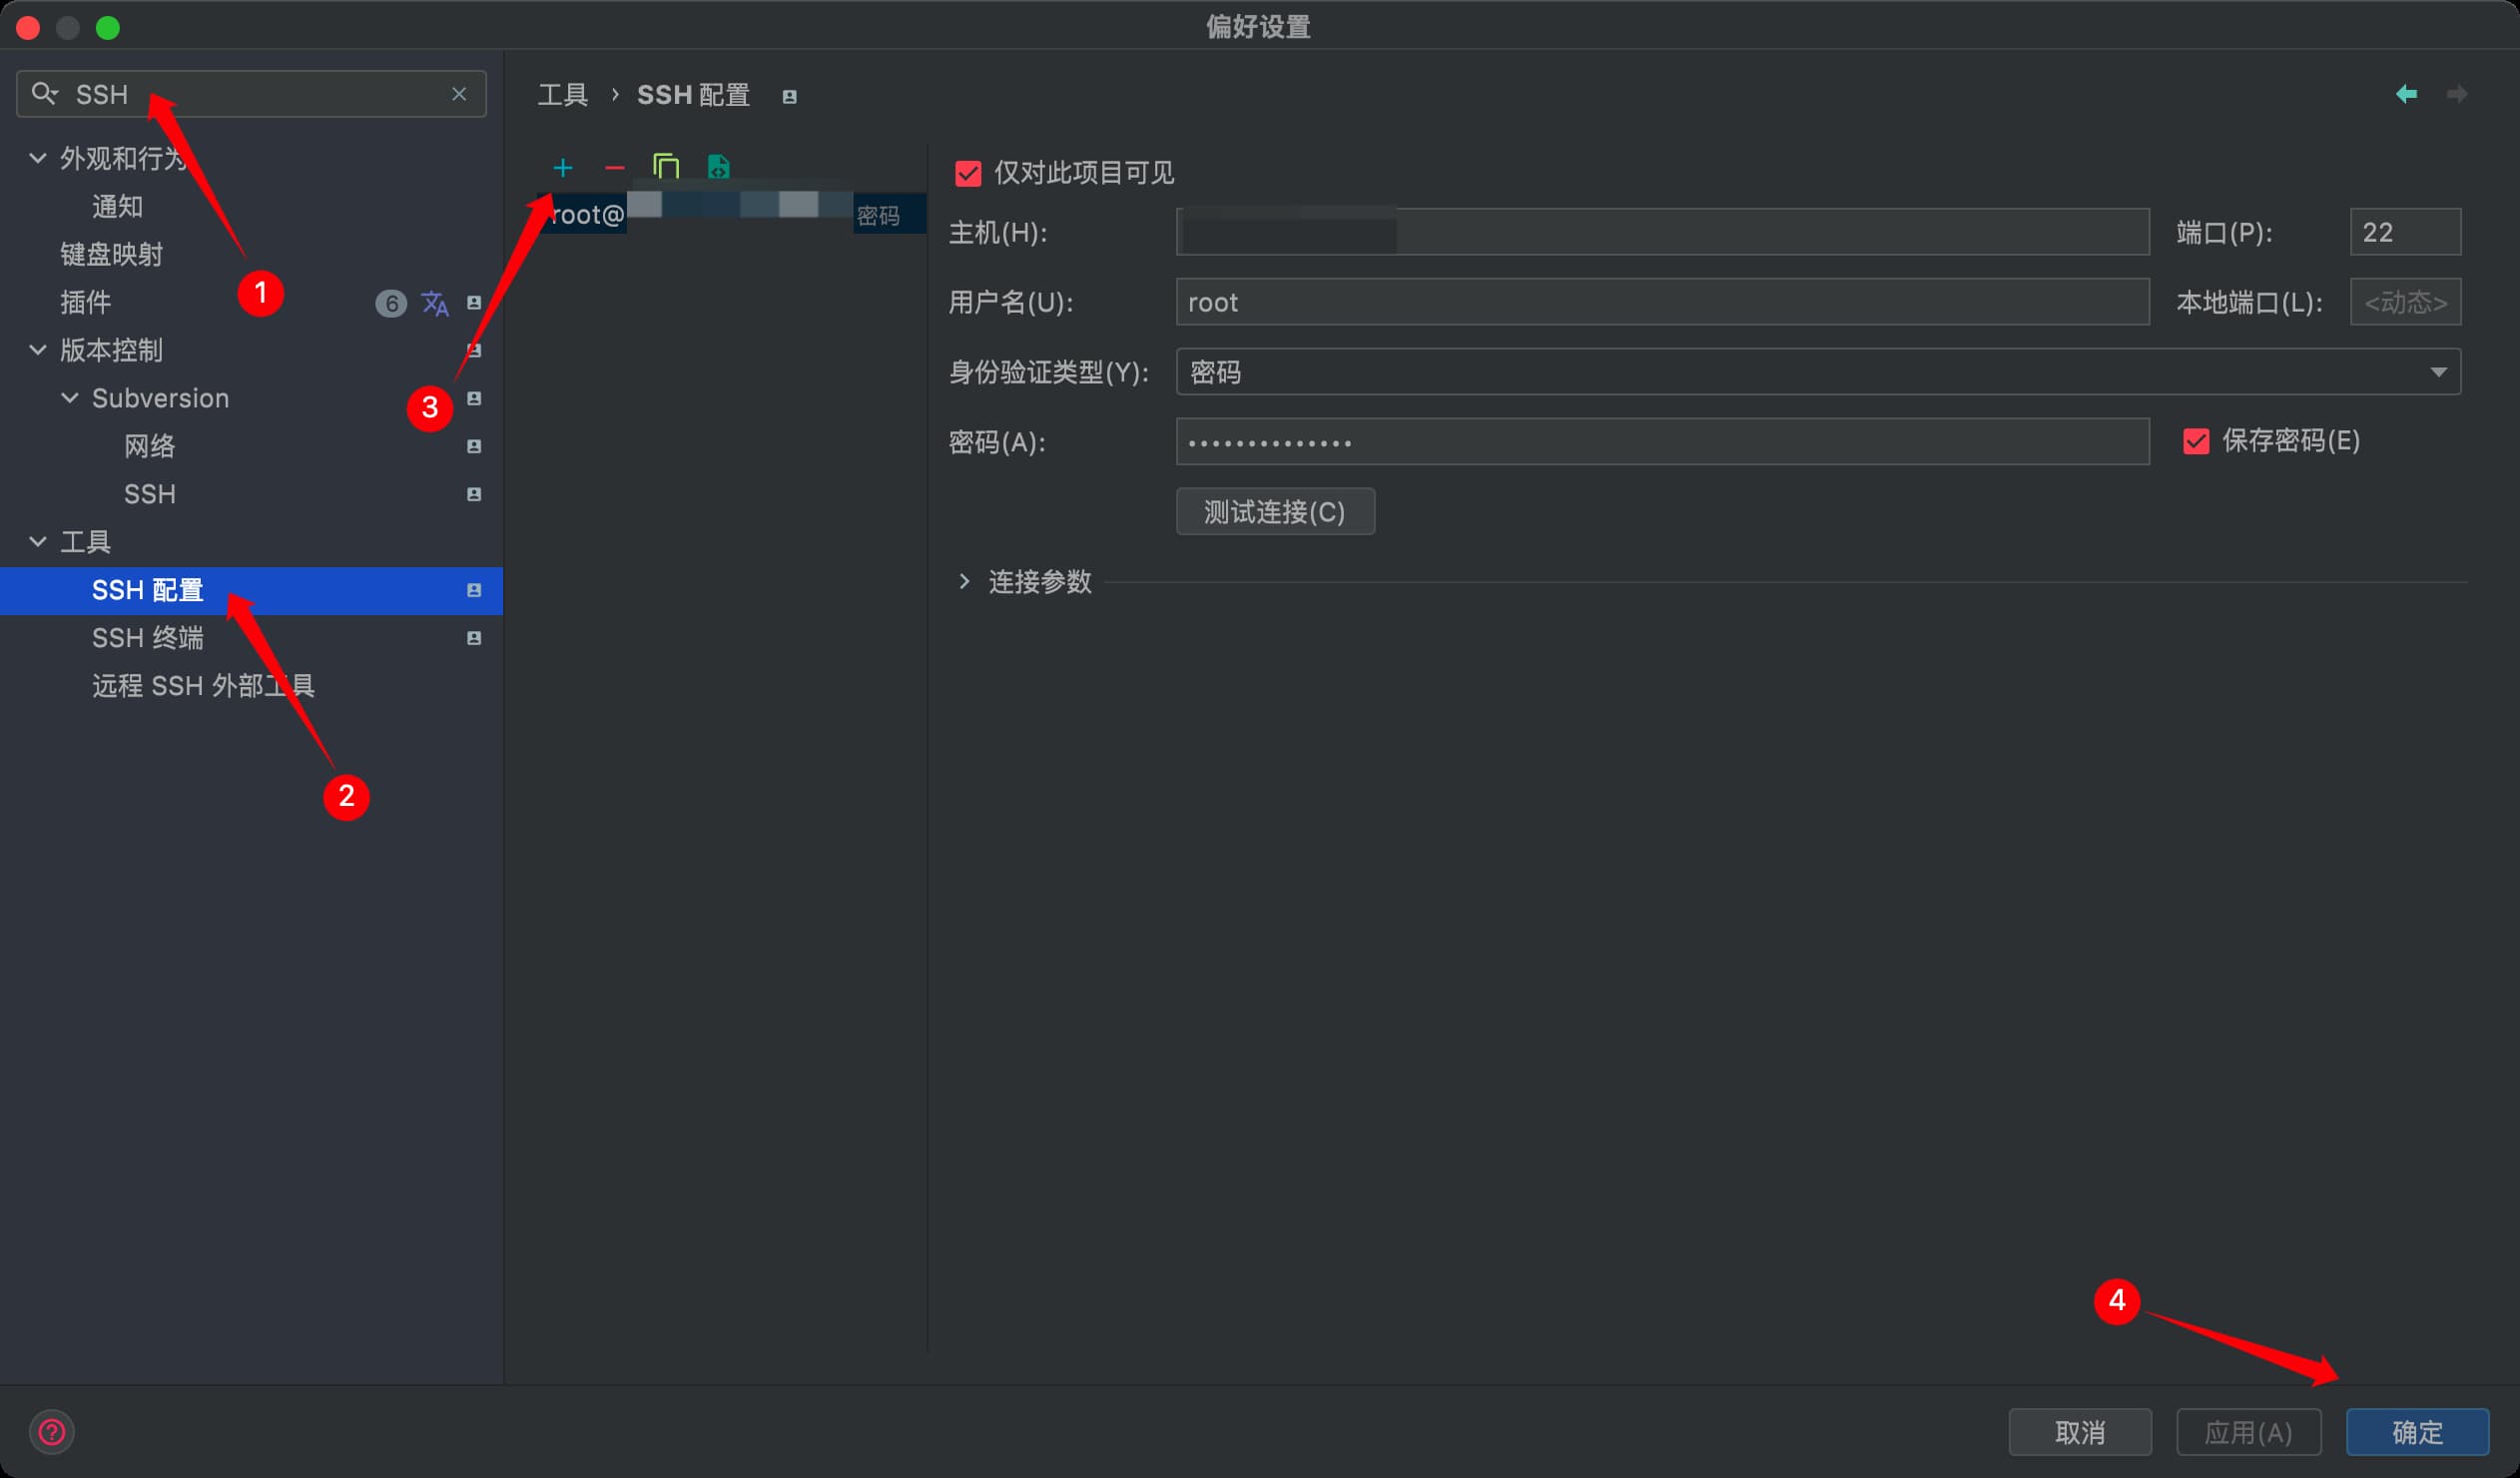 偏好设置
SSH
外观和行为
通知
键盘映射
插件
6
版本控制
Subversion
网络
SSH
工具
SSH 配置
SSH 终端
远程 SSH 外部工具
1
2
3
工具 › SSH 配置
root@
密码
仅对此项目可见
主机(H):
端口(P): 22
用户名(U): root
本地端口(L): <动态>
身份验证类型(Y): 密码
密码(A): ••••••••••••••
保存密码(E)
测试连接(C)
连接参数
4
?
取消
应用(A)
确定